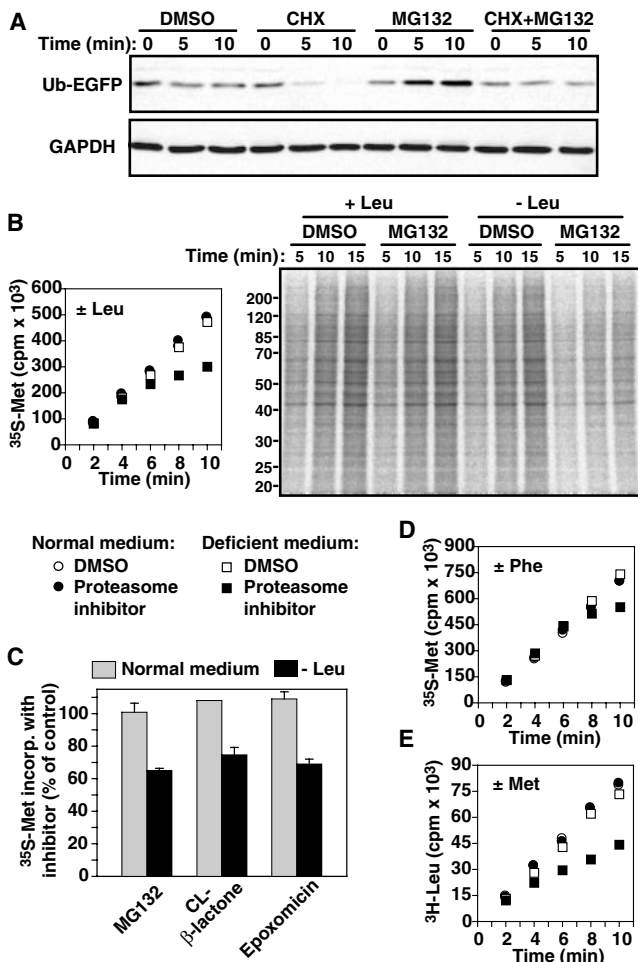 A
DMSO CHX MG132 CHX+MG132
Time (min): 0 5 10 0 5 10 0 5 10 0 5 10
Ub-EGFP
GAPDH
B
+ Leu - Leu
DMSO MG132 DMSO MG132
Time (min): 5 10 15 5 10 15 5 10 15 5 10 15
± Leu
35S-Met (cpm x 10³)
600
500
400
300
200
100
0
0 2 4 6 8 10
Time (min)
200
120
85
70
50
40
30
25
20
Normal medium: Deficient medium:
DMSO DMSO
Proteasome inhibitor Proteasome inhibitor
C
Normal medium - Leu
35S-Met incorp. with inhibitor (% of control)
100
80
60
40
20
0
MG132
CL-β-lactone
Epoxomicin
D
± Phe
35S-Met (cpm x 10³)
900
750
600
450
300
150
0 2 4 6 8 10
Time (min)
E
± Met
³H-Leu (cpm x 10³)
90
75
60
45
30
15
0
0 2 4 6 8 10
Time (min)